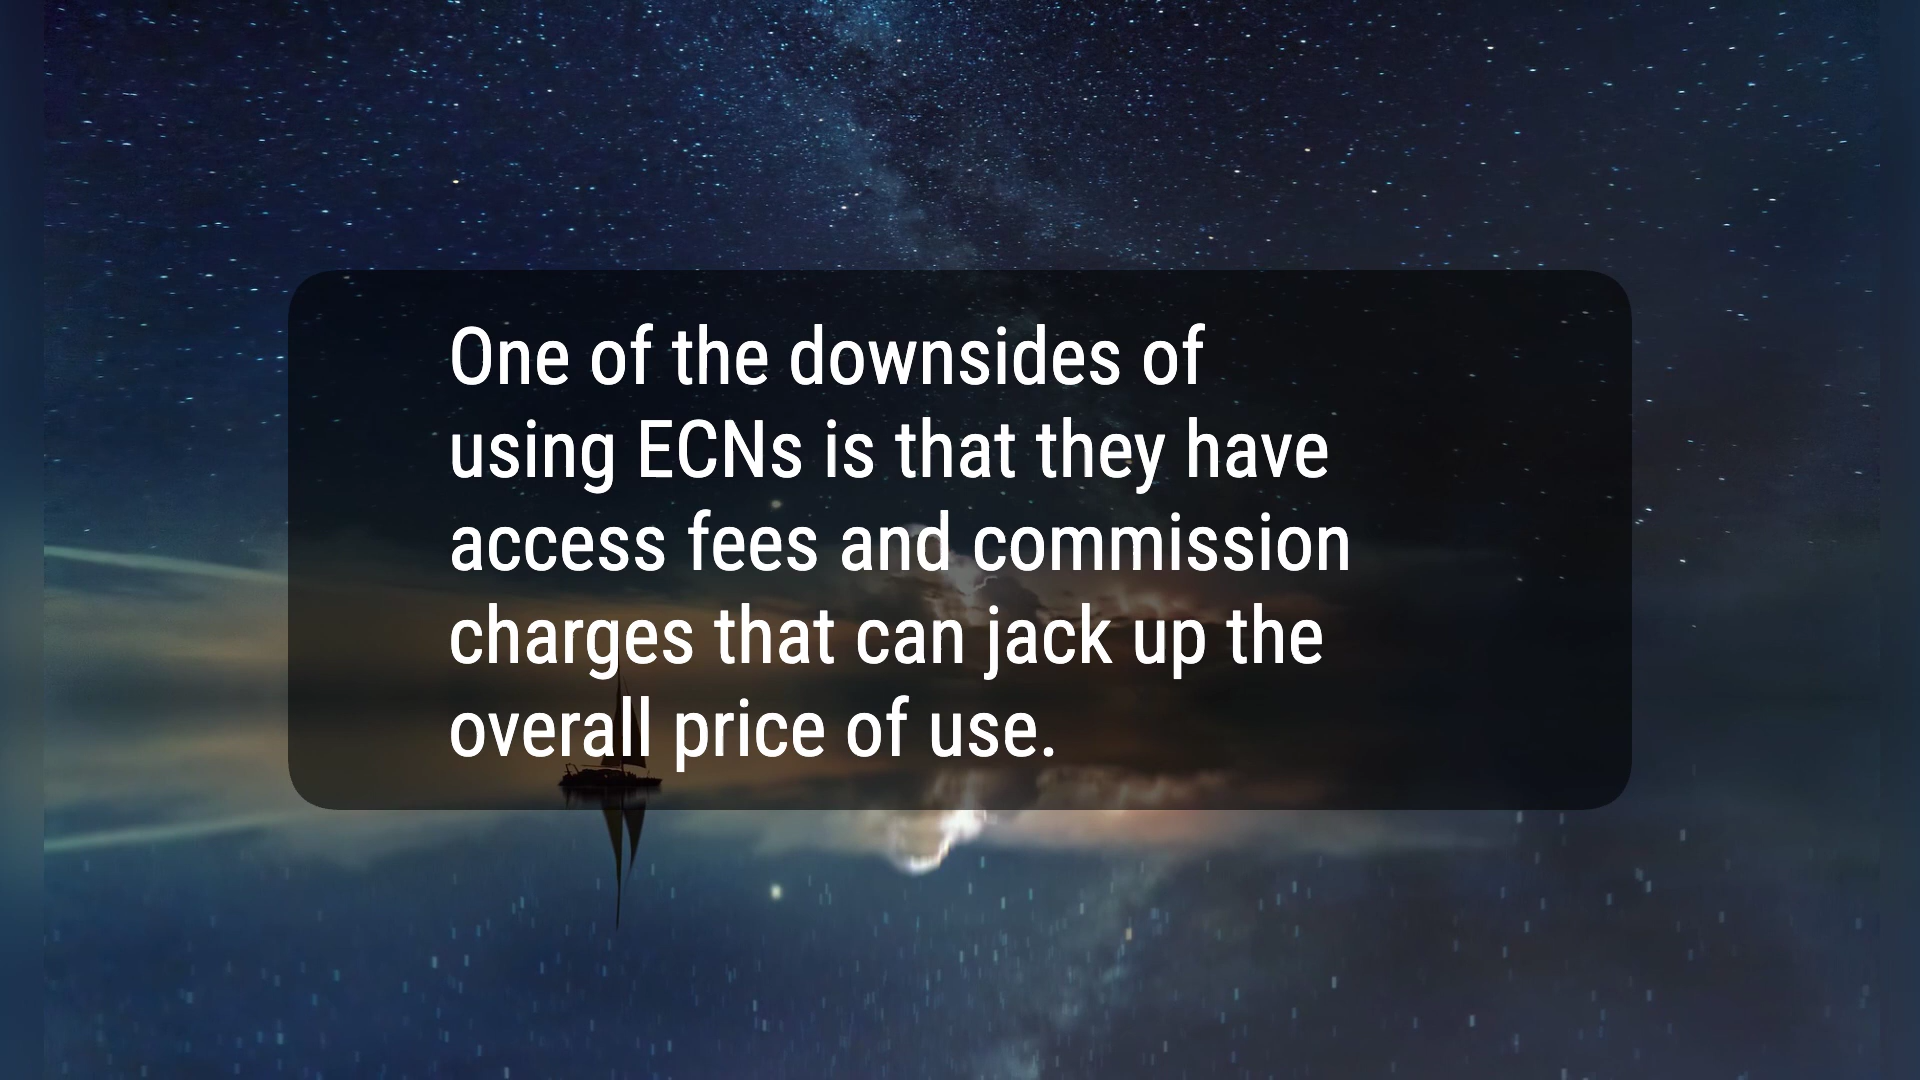 One of the downsides of
using ECNs is that they have
access fees and commission
charges that can jack up the
overall price of use.